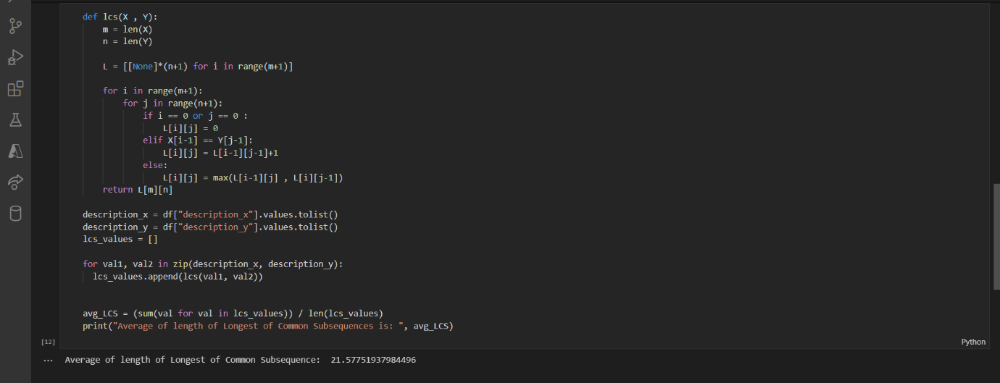 def lcs(X , Y):
    m = len(X)
    n = len(Y)
    L = [[None]*(n+1) for i in range(m+1)]
    for i in range(m+1):
        for j in range(n+1):
            if i == 0 or j == 0 :
                L[i][j] = 0
            elif X[i-1] == Y[j-1]:
                L[i][j] = L[i-1][j-1]+1
            else:
                L[i][j] = max(L[i-1][j] , L[i][j-1])
    return L[m][n]
description_x = df["description_x"].values.tolist()
description_y = df["description_y"].values.tolist()
lcs_values = []
for val1, val2 in zip(description_x, description_y):
  lcs_values.append(lcs(val1, val2))
avg_LCS = (sum(val for val in lcs_values)) / len(lcs_values)
print("Average of length of Longest of Common Subsequences is: ", avg_LCS)
[12]
Python
... Average of length of Longest of Common Subsequence:  21.57751937984496